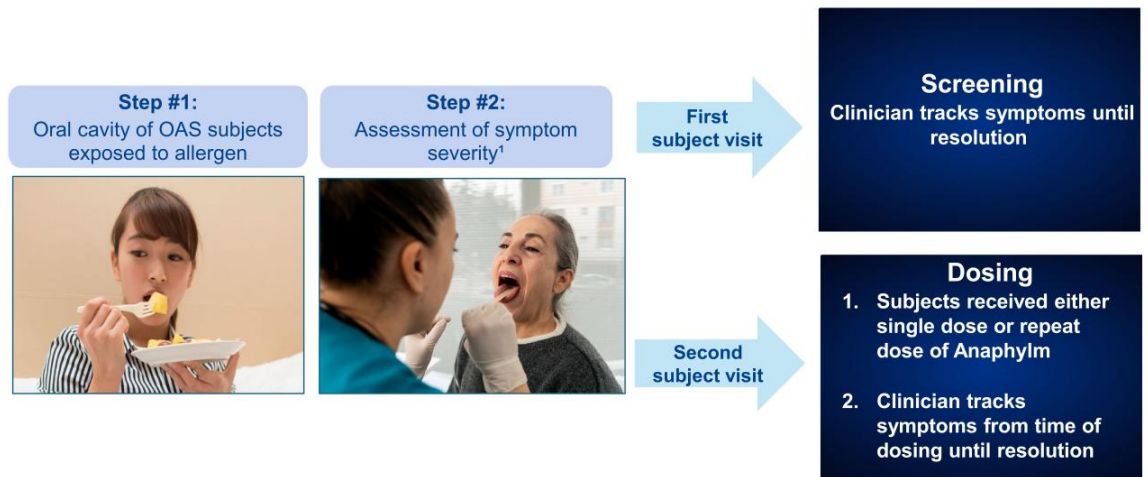 Step #1:
Oral cavity of OAS subjects
exposed to allergen
Step #2:
Assessment of symptom
severity¹
First
subject visit
Screening
Clinician tracks symptoms until
resolution
Second
subject visit
Dosing
1. Subjects received either
single dose or repeat
dose of Anaphylm
2. Clinician tracks
symptoms from time of
dosing until resolution